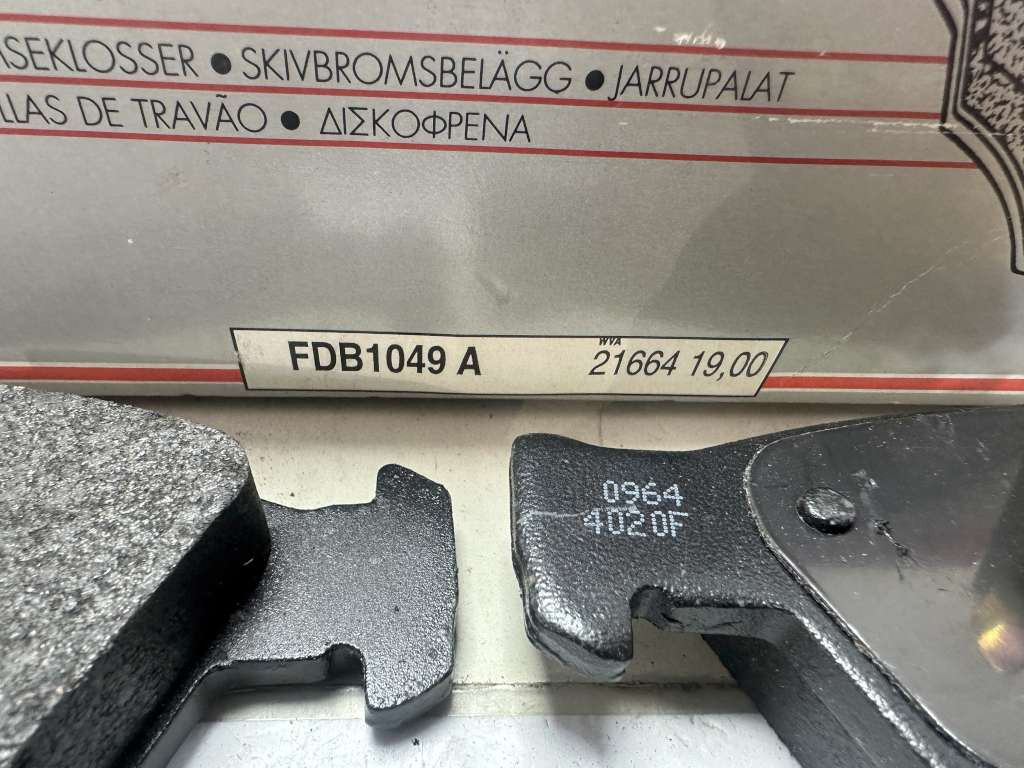 SEKLOSSER • SKIVBROMSBELÄGG • JARRUPALAT
LLAS DE TRAVÃO • ΔΙΣΚΟΦΡΕΝΑ
FDB1049 A WVA 21664 19,00
0964
4020F